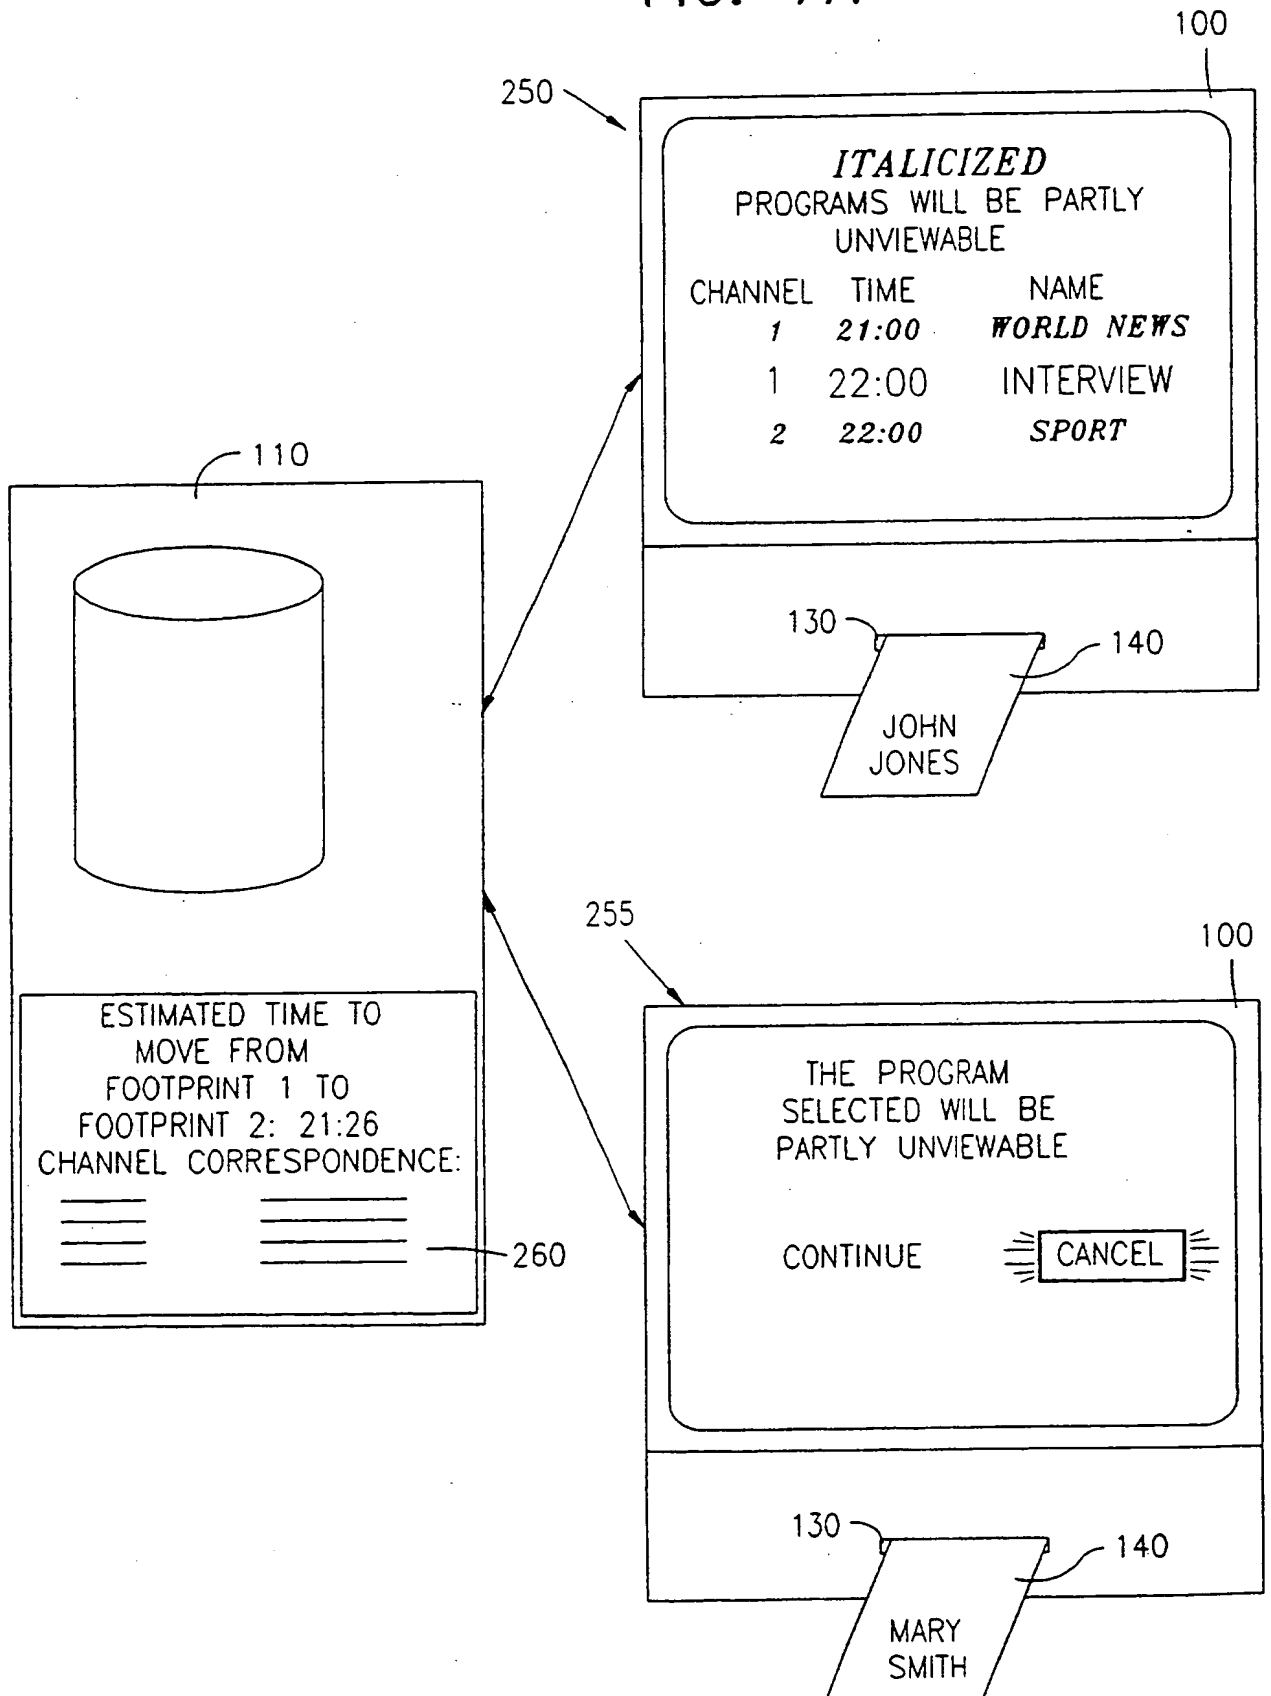 100
250
ITALICIZED
PROGRAMS WILL BE PARTLY
UNVIEWABLE
CHANNEL TIME NAME
1 21:00 WORLD NEWS
1 22:00 INTERVIEW
2 22:00 SPORT
110
130
140
JOHN
JONES
255
100
ESTIMATED TIME TO
MOVE FROM
FOOTPRINT 1 TO
FOOTPRINT 2: 21:26
CHANNEL CORRESPONDENCE:
260
THE PROGRAM
SELECTED WILL BE
PARTLY UNVIEWABLE
CONTINUE CANCEL
130
140
MARY
SMITH